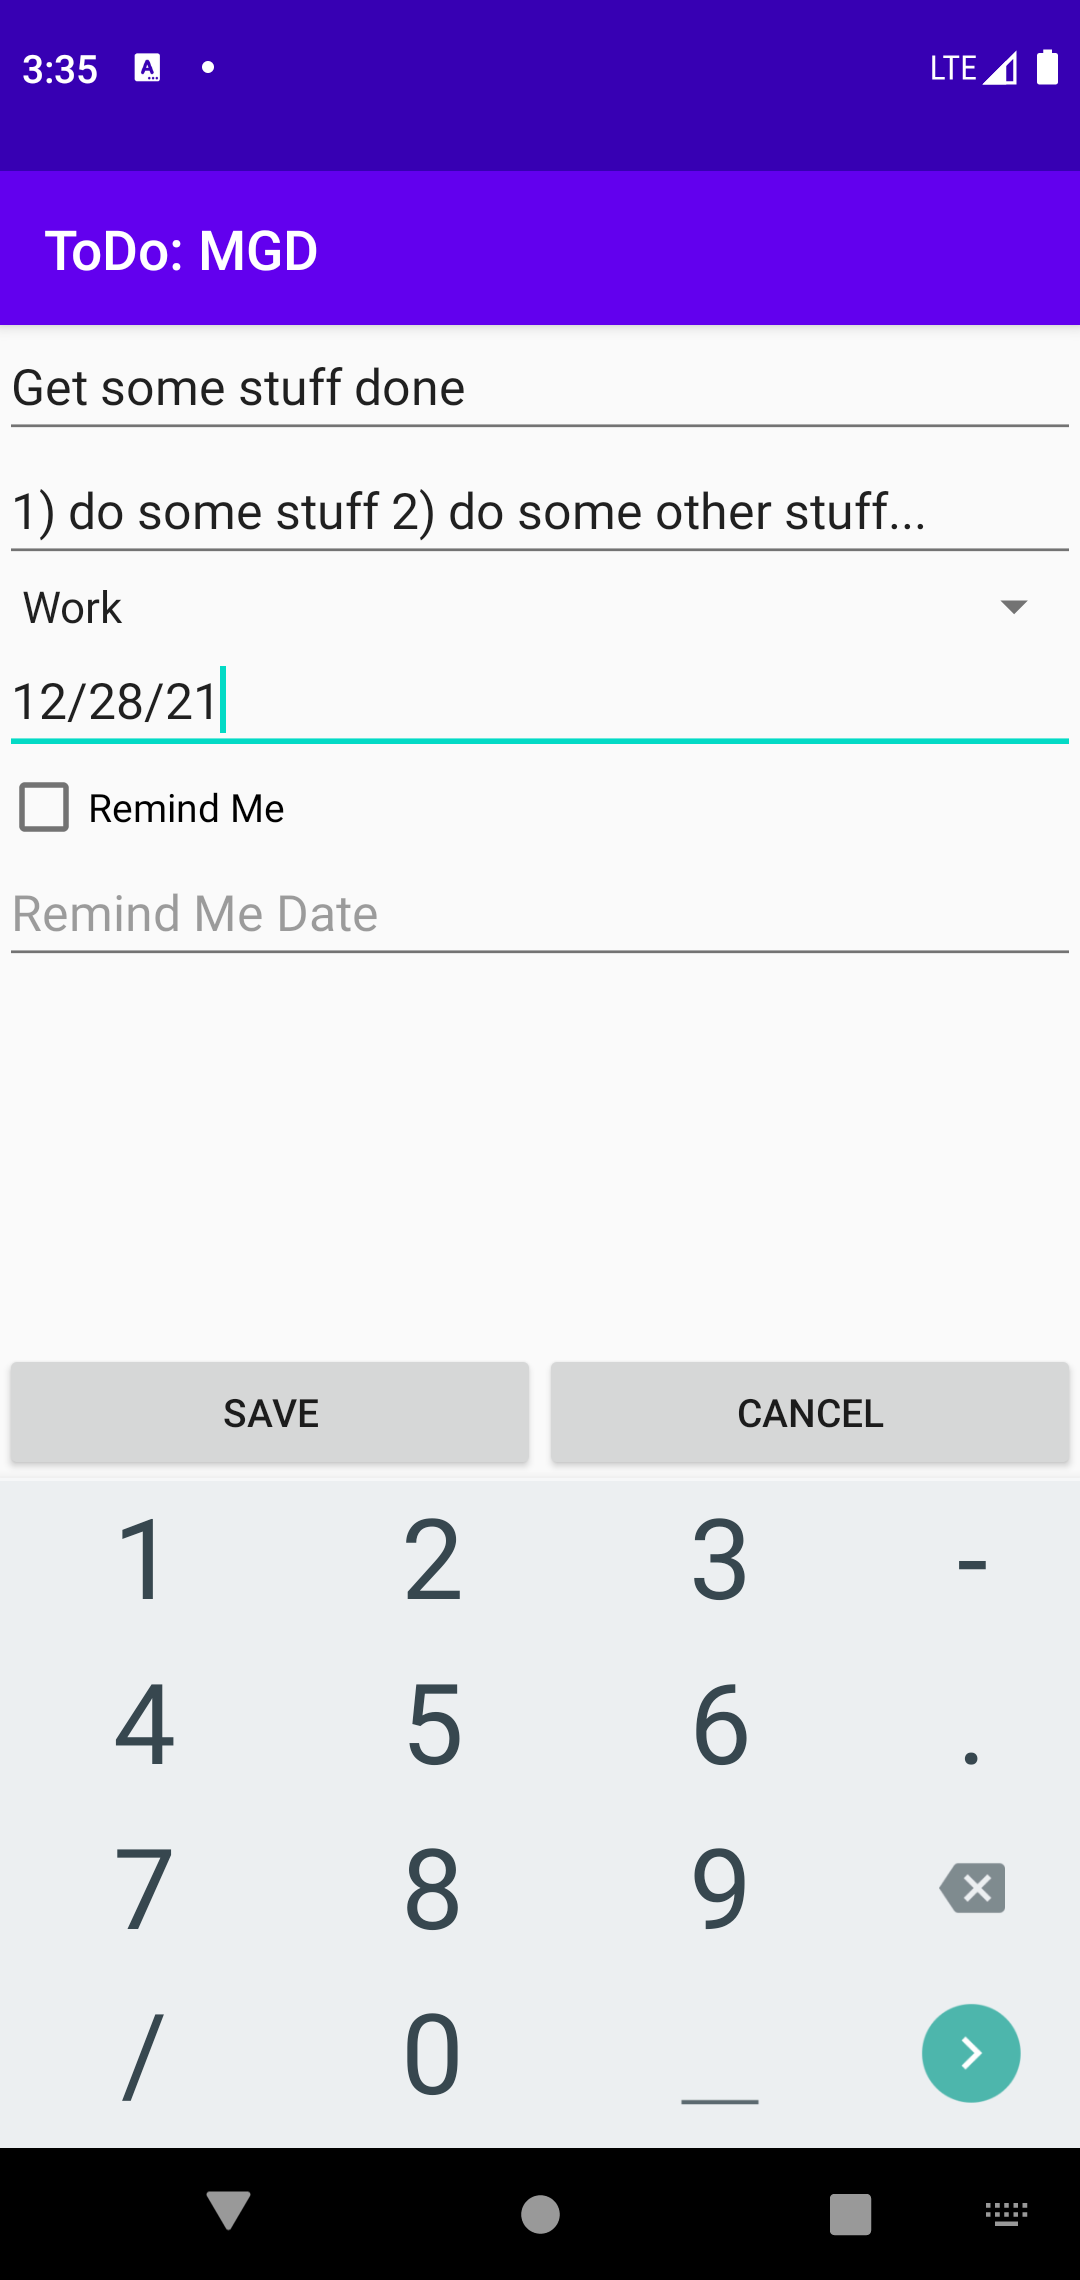 3:35 LTE
ToDo: MGD
Get some stuff done
1) do some stuff 2) do some other stuff...
Work
12/28/21
Remind Me
Remind Me Date
SAVE CANCEL
1 2 3 -
4 5 6 .
7 8 9
/ 0